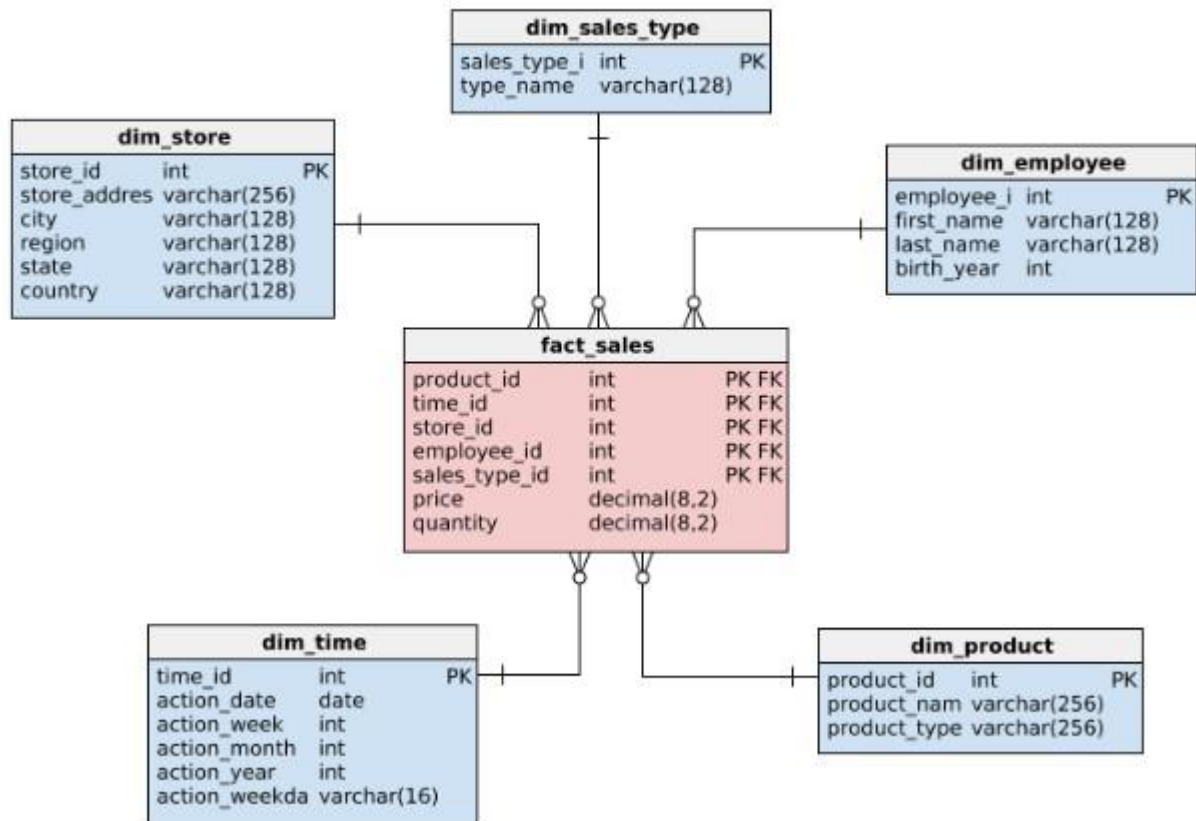 dim_sales_type
sales_type_i int PK
type_name varchar(128)
dim_store
store_id int PK
store_addres varchar(256)
city varchar(128)
region varchar(128)
state varchar(128)
country varchar(128)
dim_employee
employee_i int PK
first_name varchar(128)
last_name varchar(128)
birth_year int
fact_sales
product_id int PK FK
time_id int PK FK
store_id int PK FK
employee_id int PK FK
sales_type_id int PK FK
price decimal(8,2)
quantity decimal(8,2)
dim_time
time_id int PK
action_date date
action_week int
action_month int
action_year int
action_weekda varchar(16)
dim_product
product_id int PK
product_nam varchar(256)
product_type varchar(256)